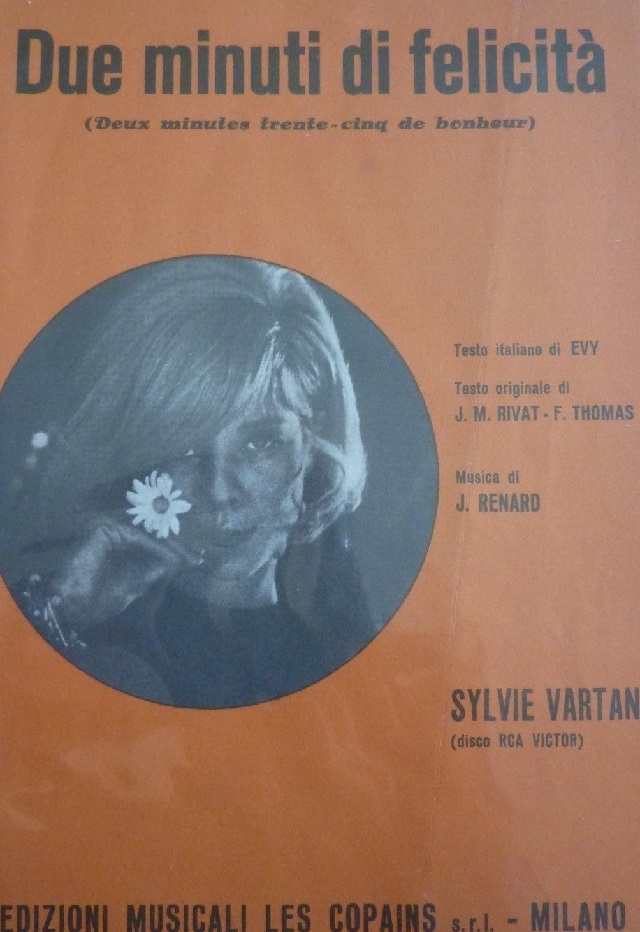 Due minuti di felicità
(Deux minutes trente-cinq de bonheur)
Testo italiano di EVY
Testo originale di
J. M. RIVAT - F. THOMAS
Musica di
J. RENARD
SYLVIE VARTAN
(disco RCA VICTOR)
EDIZIONI MUSICALI LES COPAINS s.r.l. - MILANO